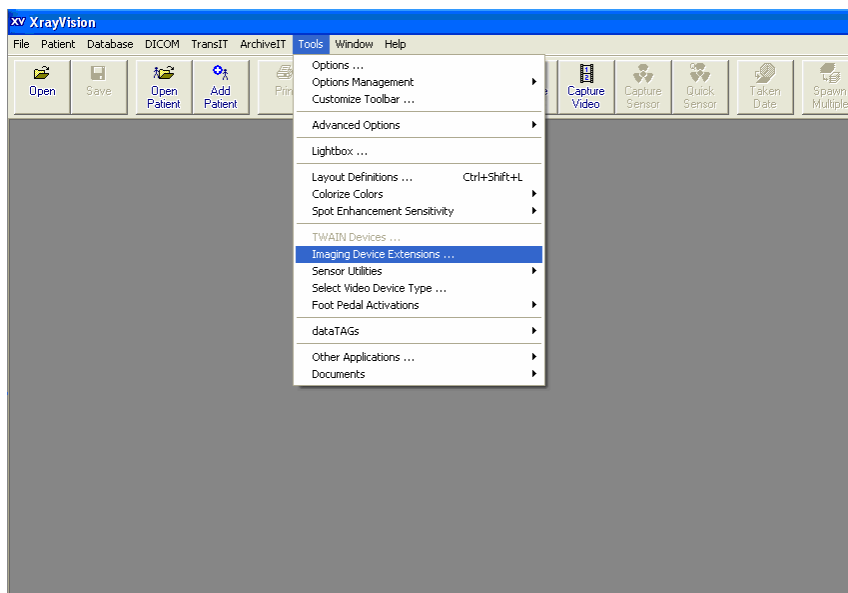 XV XrayVision
File Patient Database DICOM TransIT ArchiveIT Tools Window Help
Open
Save
Open
Patient
Add
Patient
Capture
Video
Capture
Sensor
Quick
Sensor
Taken
Date
Spawn
Multiple
Options ...
Options Management
Customize Toolbar ...
Advanced Options
Lightbox ...
Layout Definitions ... Ctrl+Shift+L
Colorize Colors
Spot Enhancement Sensitivity
TWAIN Devices ...
Imaging Device Extensions ...
Sensor Utilities
Select Video Device Type ...
Foot Pedal Activations
dataTAGs
Other Applications ...
Documents